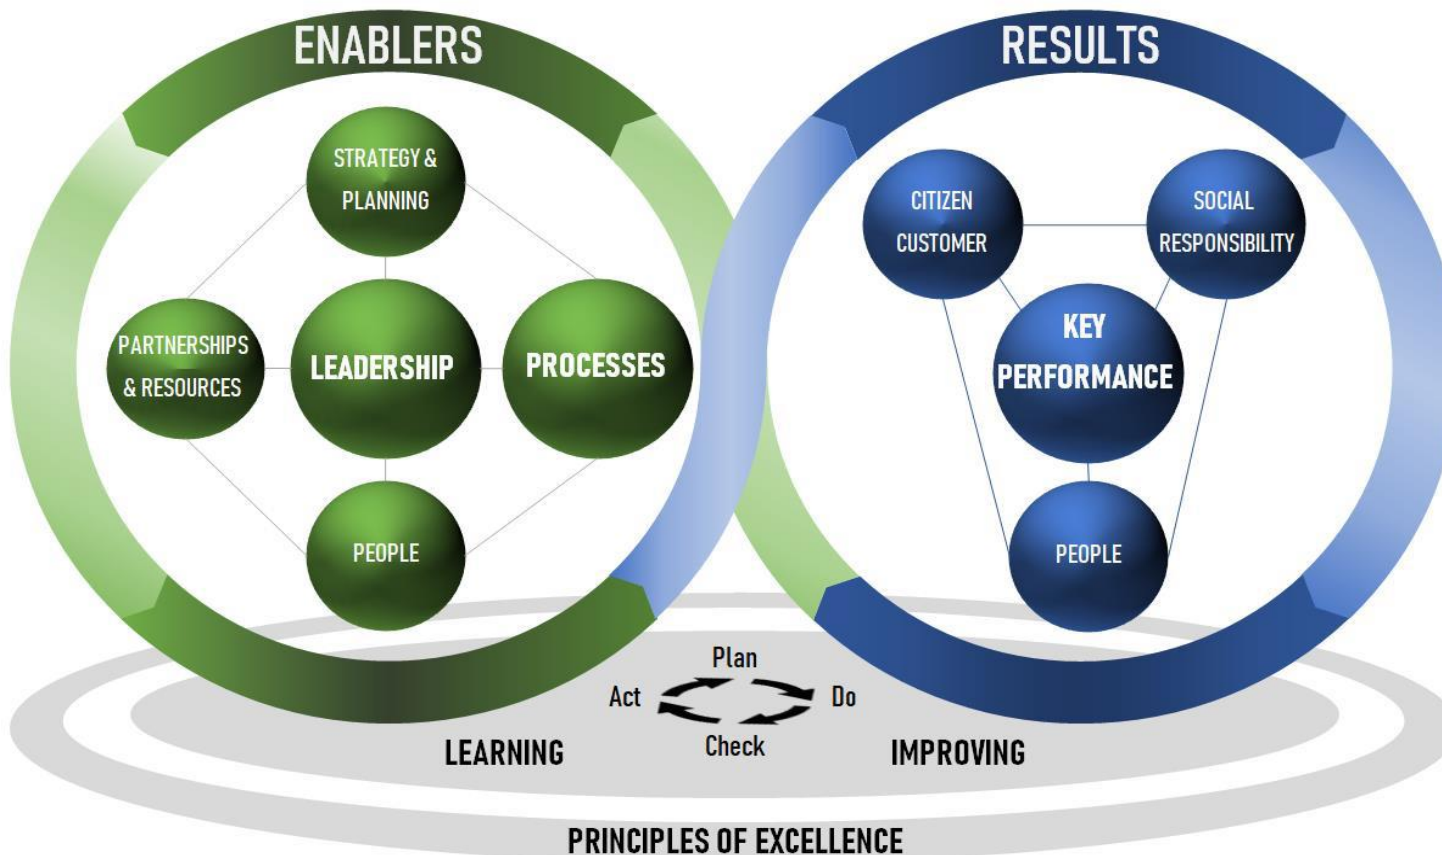 ENABLERS
RESULTS
STRATEGY &
PLANNING
PARTNERSHIPS
& RESOURCES
LEADERSHIP
PROCESSES
PEOPLE
CITIZEN
CUSTOMER
SOCIAL
RESPONSIBILITY
KEY
PERFORMANCE
PEOPLE
Plan
Act
Do
Check
LEARNING
IMPROVING
PRINCIPLES OF EXCELLENCE